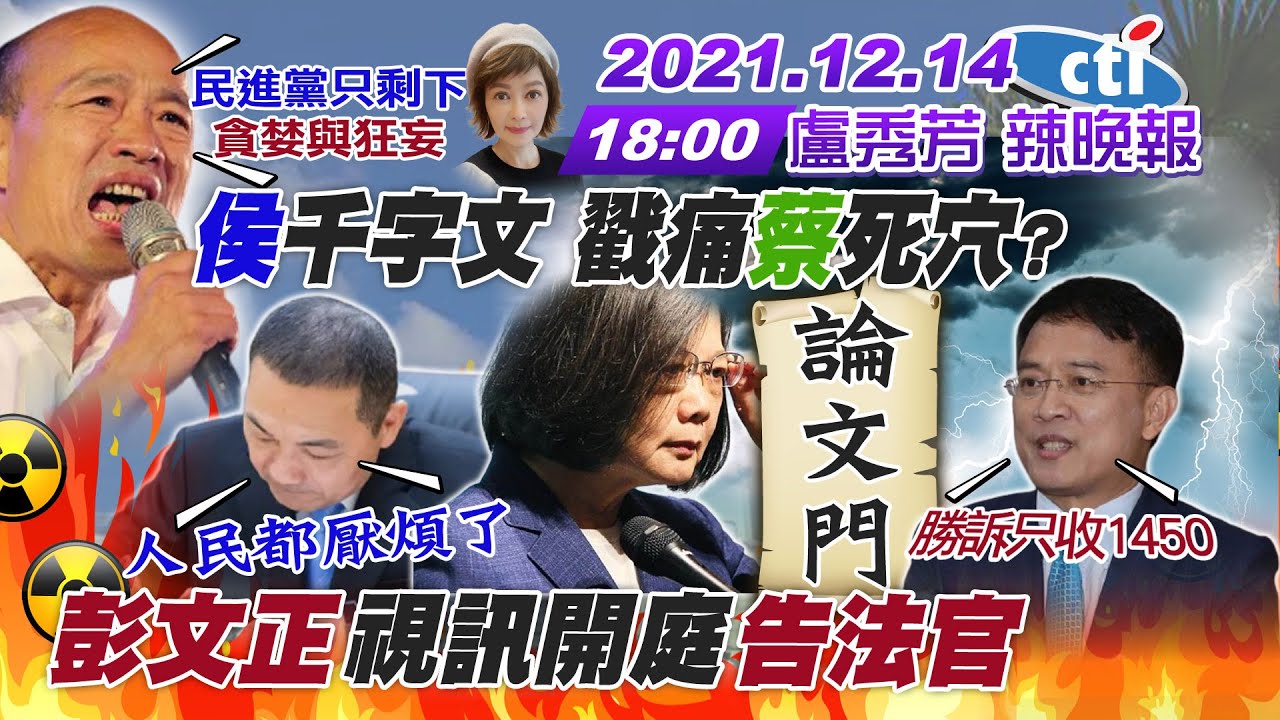 2021.12.14
cti
民進黨只剩下
貪婪與狂妄
18:00 盧秀芳 辣晚報
侯千字文 戳痛蔡死穴?
論文門
人民都厭煩了
勝訴只收1450
彭文正視訊開庭告法官